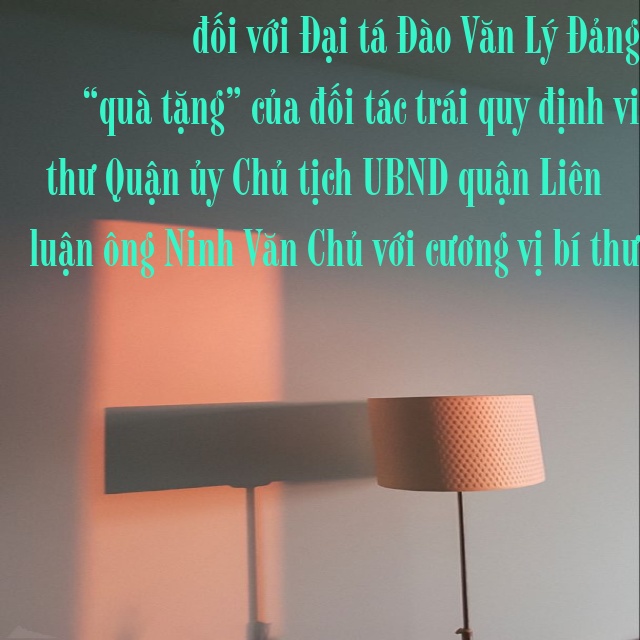 đối với Đại tá Đào Văn Lý Đảng
“quà tặng” của đối tác trái quy định vi
thư Quận ủy Chủ tịch UBND quận Liên
luận ông Ninh Văn Chủ với cương vị bí thư